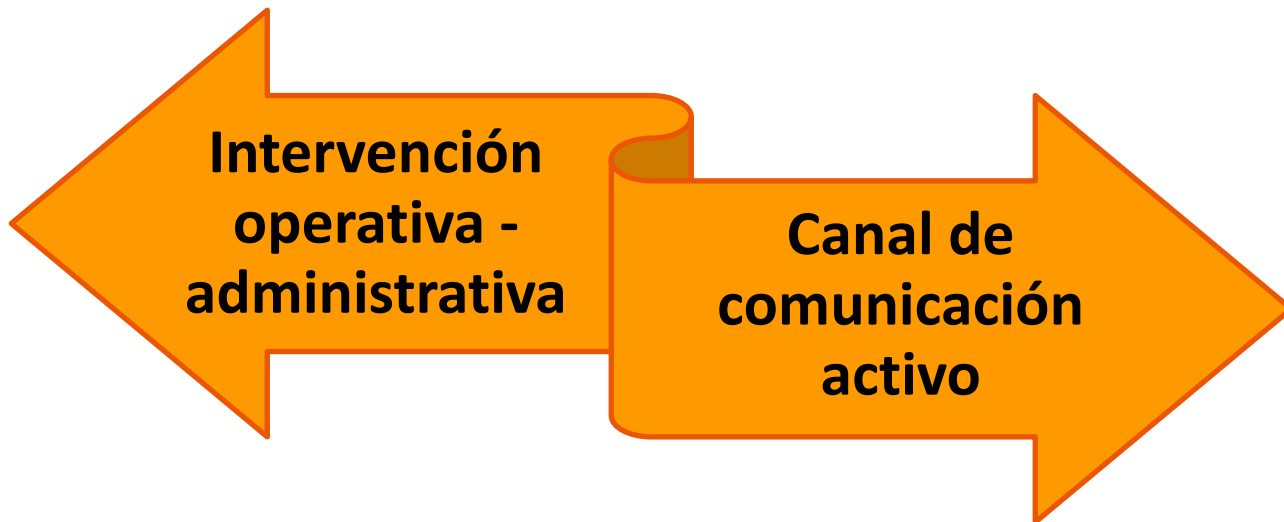 Intervención
operativa -
administrativa
Canal de
comunicación
activo